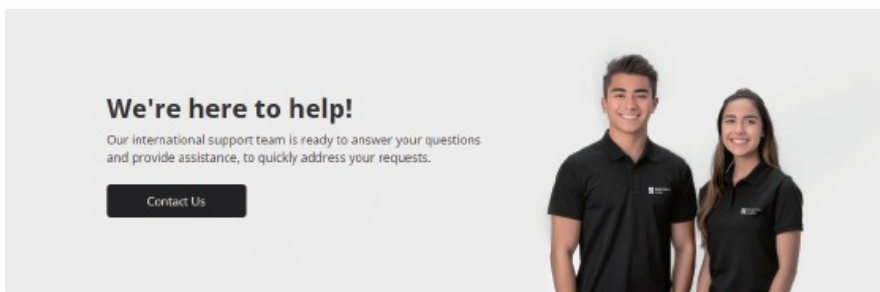 We're here to help!
Our international support team is ready to answer your questions
and provide assistance, to quickly address your requests.
Contact Us